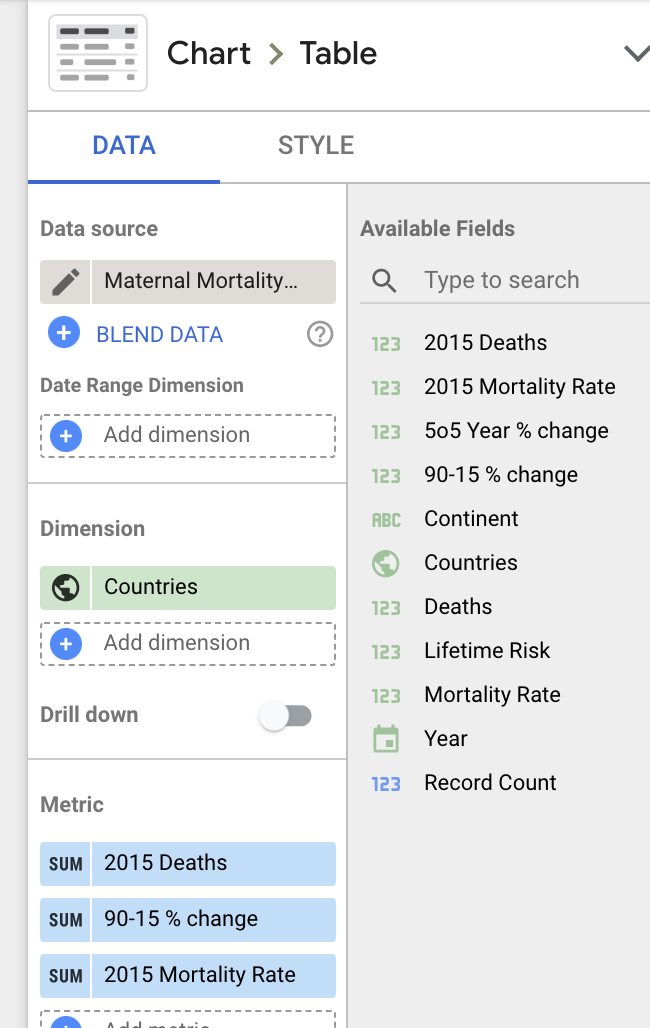 Chart > Table
DATA STYLE
Data source
Maternal Mortality...
BLEND DATA
Date Range Dimension
Add dimension
Dimension
Countries
Add dimension
Drill down
Metric
SUM 2015 Deaths
SUM 90-15 % change
SUM 2015 Mortality Rate
Add metric
Available Fields
Type to search
123 2015 Deaths
123 2015 Mortality Rate
123 5o5 Year % change
123 90-15 % change
ABC Continent
Countries
123 Deaths
123 Lifetime Risk
123 Mortality Rate
Year
123 Record Count